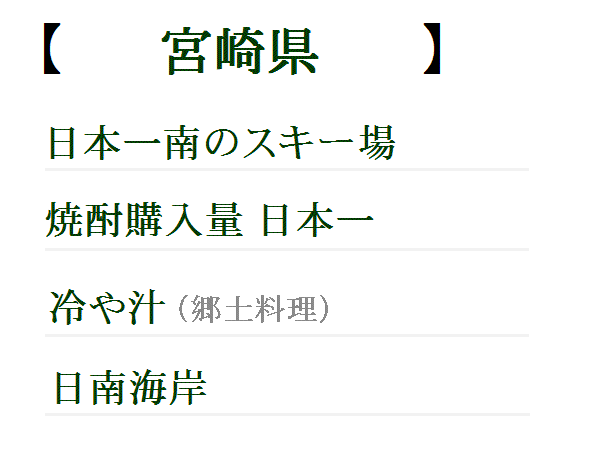 【　宮崎県　】
日本一南のスキー場
焼酎購入量 日本一
冷や汁（郷土料理）
日南海岸